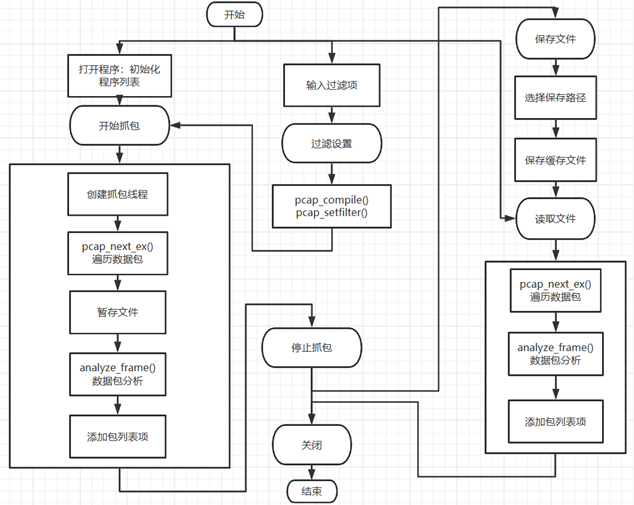 开始
打开程序：初始化
程序列表
开始抓包
创建抓包线程
pcap_next_ex()
遍历数据包
暂存文件
analyze_frame()
数据包分析
添加包列表项
输入过滤项
过滤设置
pcap_compile()
pcap_setfilter()
停止抓包
关闭
结束
保存文件
选择保存路径
保存缓存文件
读取文件
pcap_next_ex()
遍历数据包
analyze_frame()
数据包分析
添加包列表项